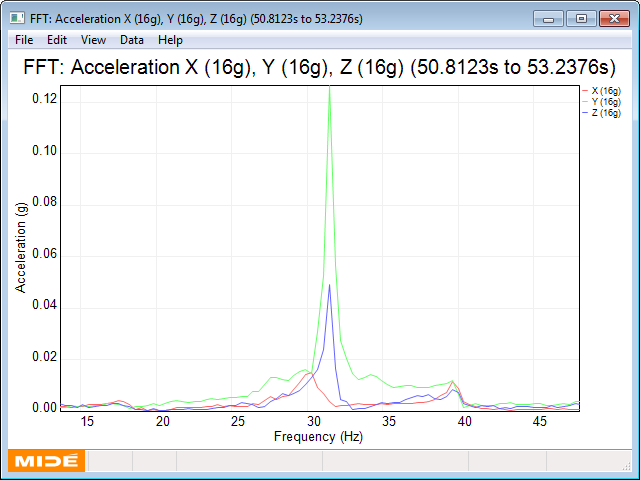 FFT: Acceleration X (16g), Y (16g), Z (16g) (50.8123s to 53.2376s)
File Edit View Data Help
FFT: Acceleration X (16g), Y (16g), Z (16g) (50.8123s to 53.2376s)
X (16g)
Y (16g)
Z (16g)
0.12
0.10
0.08
0.06
0.04
0.02
0.00
Acceleration (g)
15 20 25 30 35 40 45
Frequency (Hz)
MIDÉ